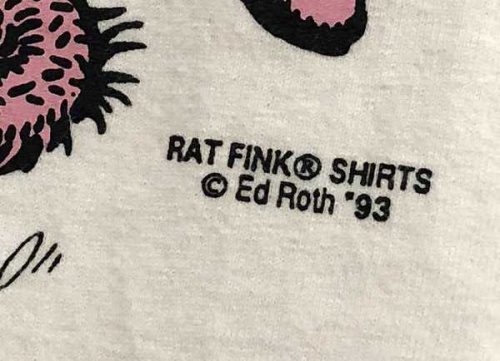 RAT FINK® SHIRTS
© Ed Roth '93